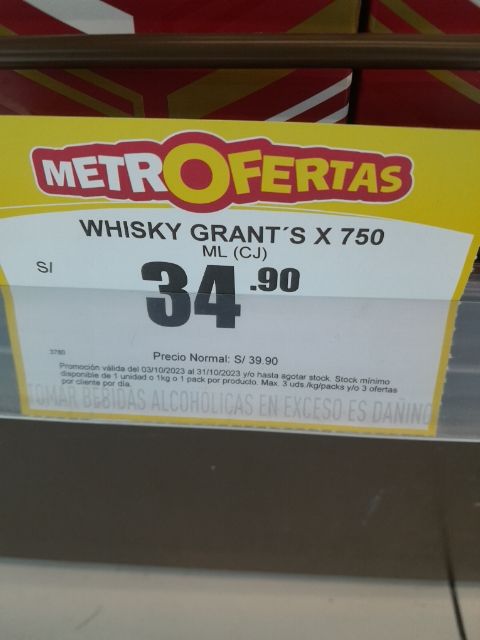 METROFERTAS
WHISKY GRANT´S X 750
ML (CJ)
S/
34.90
3780
Precio Normal: S/ 39.90
Promoción válida del 03/10/2023 al 31/10/2023 y/o hasta agotar stock. Stock mínimo
disponible de 1 unidad o 1kg o 1 pack por producto. Max. 3 uds./kg/packs y/o 3 ofertas
por cliente por día.
TOMAR BEBIDAS ALCOHÓLICAS EN EXCESO ES DAÑINO